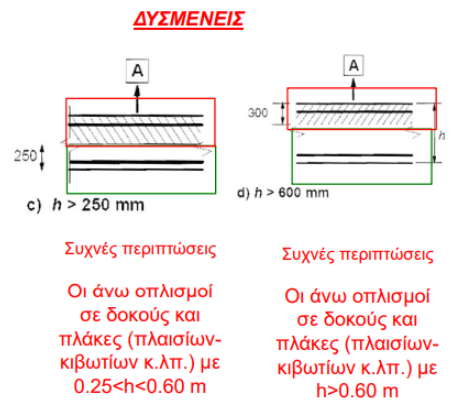 ΔΥΣΜΕΝΕΙΣ
A
A
300
h
250
c) h > 250 mm
d) h > 600 mm
Συχνές περιπτώσεις
Οι άνω οπλισμοί
σε δοκούς και
πλάκες (πλαισίων-
κιβωτίων κ.λπ.) με
0.25<h<0.60 m
Συχνές περιπτώσεις
Οι άνω οπλισμοί
σε δοκούς και
πλάκες (πλαισίων-
κιβωτίων κ.λπ.) με
h>0.60 m